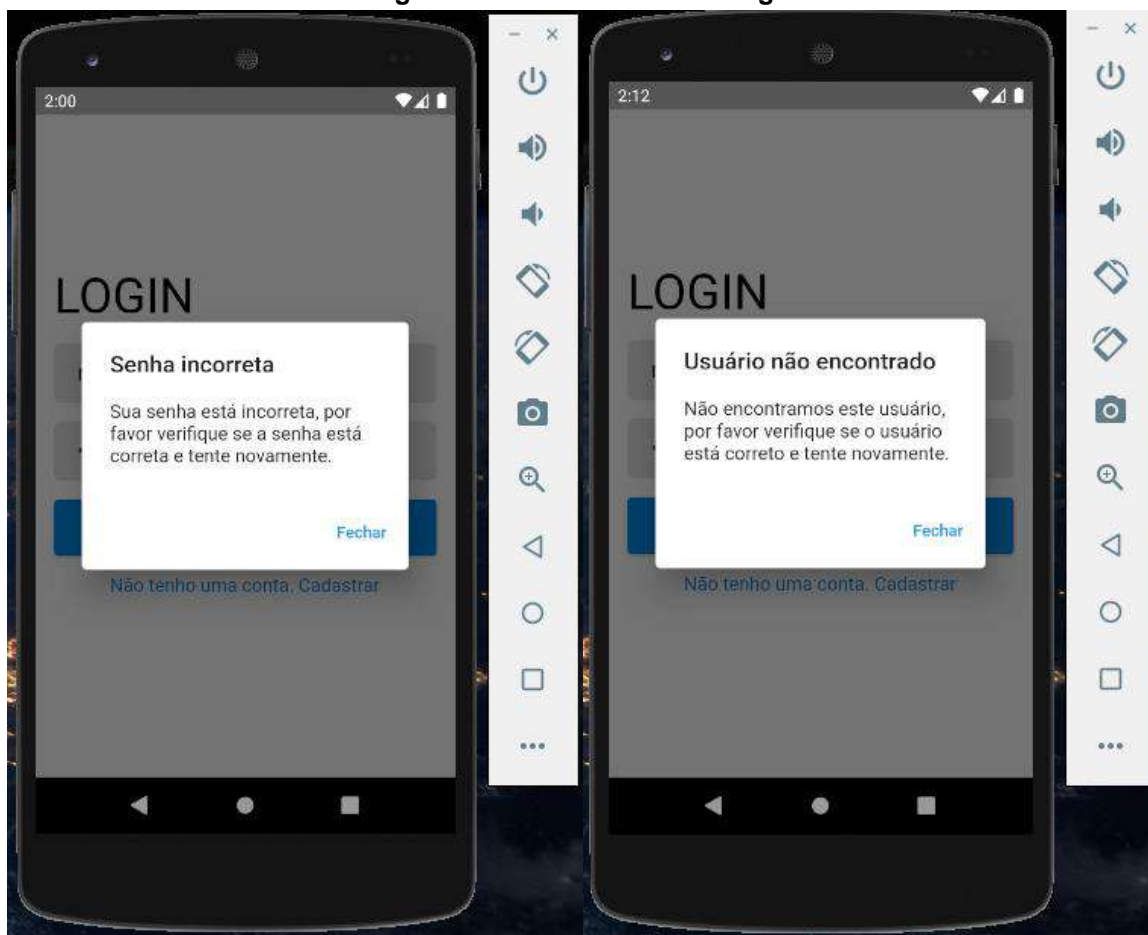 2:00
LOGIN
Senha incorreta
Sua senha está incorreta, por
favor verifique se a senha está
correta e tente novamente.
Fechar
Não tenho uma conta. Cadastrar
2:12
LOGIN
Usuário não encontrado
Não encontramos este usuário,
por favor verifique se o usuário
está correto e tente novamente.
Fechar
Não tenho uma conta. Cadastrar